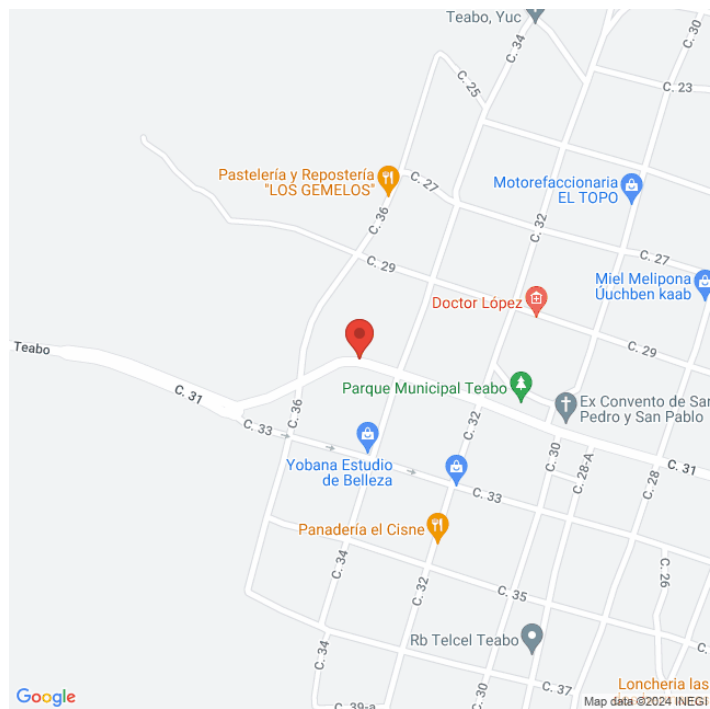 Teabo, Yuc
C. 34
C. 30
C. 25
C. 23
Pastelería y Repostería
"LOS GEMELOS"
C. 27
Motorefaccionaria
EL TOPO
C. 36
C. 32
C. 27
C. 29
Miel Melipona
Úuchben kaab
Doctor López
C. 29
Teabo
C. 31
Parque Municipal Teabo
C. 36
Ex Convento de San
Pedro y San Pablo
C. 33
C. 32
C. 30
C. 28-A
C. 28
C. 31
Yobana Estudio
de Belleza
C. 33
Panadería el Cisne
C. 34
C. 32
C. 35
C. 26
Rb Telcel Teabo
C. 34
C. 37
C. 30
Loncheria las
C. 39-a
Google
Map data ©2024 INEGI